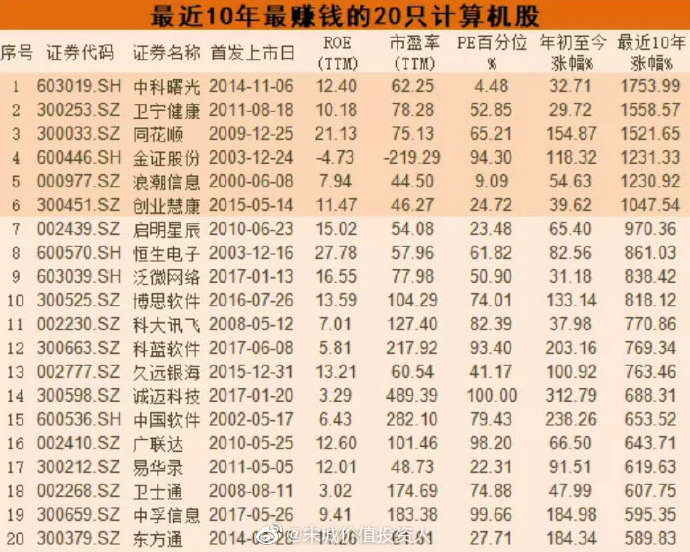 最近10年最赚钱的20只计算机股
序号 证券代码 证券名称 首发上市日 ROE (TTM) 市盈率 (TTM) PE百分位 % 年初至今 涨幅% 最近10年 涨幅%
1 603019.SH 中科曙光 2014-11-06 12.40 62.25 4.48 32.71 1753.99
2 300253.SZ 卫宁健康 2011-08-18 10.18 78.28 52.85 29.72 1558.57
3 300033.SZ 同花顺 2009-12-25 21.13 75.13 65.21 154.87 1521.65
4 600446.SH 金证股份 2003-12-24 -4.73 -219.29 94.30 118.32 1231.33
5 000977.SZ 浪潮信息 2000-06-08 7.94 44.50 9.09 54.63 1230.92
6 300451.SZ 创业慧康 2015-05-14 11.47 46.27 24.72 39.62 1047.54
7 002439.SZ 启明星辰 2010-06-23 15.02 54.08 23.48 65.40 970.36
8 600570.SH 恒生电子 2003-12-16 27.78 57.96 61.82 82.56 861.03
9 603039.SH 泛微网络 2017-01-13 16.55 77.98 50.90 31.18 838.42
10 300525.SZ 博思软件 2016-07-26 13.59 104.29 74.01 133.14 818.12
11 002230.SZ 科大讯飞 2008-05-12 7.01 127.40 82.39 37.98 770.86
12 300663.SZ 科蓝软件 2017-06-08 5.81 217.92 93.40 203.16 769.34
13 002777.SZ 久远银海 2015-12-31 13.21 60.54 41.17 100.92 763.46
14 300598.SZ 诚迈科技 2017-01-20 3.29 489.39 100.00 312.79 688.31
15 600536.SH 中国软件 2002-05-17 6.43 282.10 79.43 238.26 653.52
16 002410.SZ 广联达 2010-05-25 12.60 101.46 98.20 66.50 643.71
17 300212.SZ 易华录 2011-05-05 12.01 48.73 22.31 91.51 619.63
18 002268.SZ 卫士通 2008-08-11 3.02 174.69 74.88 47.99 607.75
19 300659.SZ 中孚信息 2017-05-26 9.41 183.38 99.66 184.98 595.35
20 300379.SZ 东方通 27.71 184.34 589.83
@宋城价值投资人